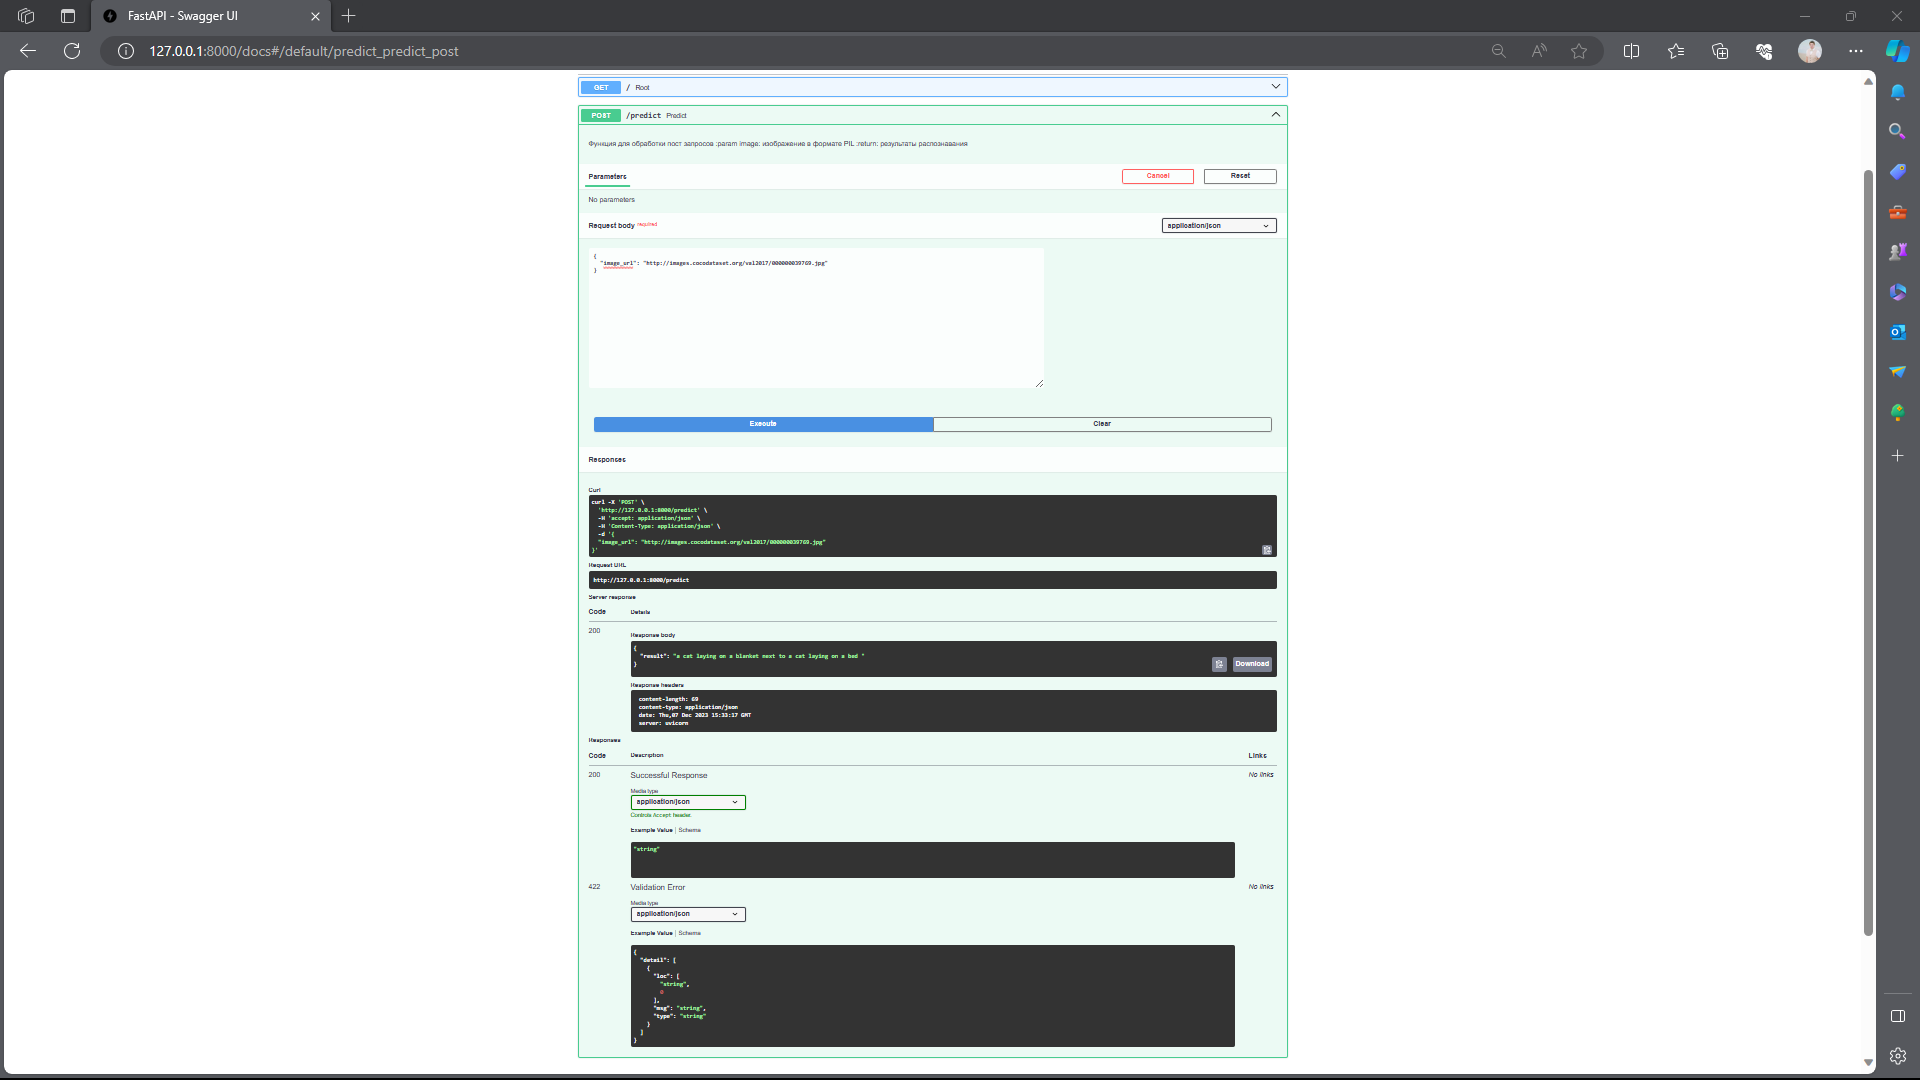 FastAPI - Swagger UI
127.0.0.1:8000/docs#/default/predict_predict_post
GET / Root
POST /predict Predict
Функция для обработки пост запросов :param image: изображение в формате PIL :return: результаты распознавания
Parameters
Cancel
Reset
No parameters
Request body required
application/json
{
"image_url": "http://images.cocodataset.org/val2017/000000039769.jpg"
}
Execute
Clear
Responses
Curl
curl -X 'POST' \
'http://127.0.0.1:8000/predict' \
-H 'accept: application/json' \
-H 'Content-Type: application/json' \
-d '{
"image_url": "http://images.cocodataset.org/val2017/000000039769.jpg"
}'
Request URL
http://127.0.0.1:8000/predict
Server response
Code Details
200
Response body
{
"result": "a cat laying on a blanket next to a cat laying on a bed "
}
Download
Response headers
content-length: 69
content-type: application/json
date: Thu,07 Dec 2023 15:33:17 GMT
server: uvicorn
Responses
Code Description Links
200 Successful Response No links
Media type
application/json
Controls Accept header.
Example Value | Schema
"string"
422 Validation Error No links
Media type
application/json
Example Value | Schema
{
"detail": [
{
"loc": [
"string",
0
],
"msg": "string",
"type": "string"
}
]
}